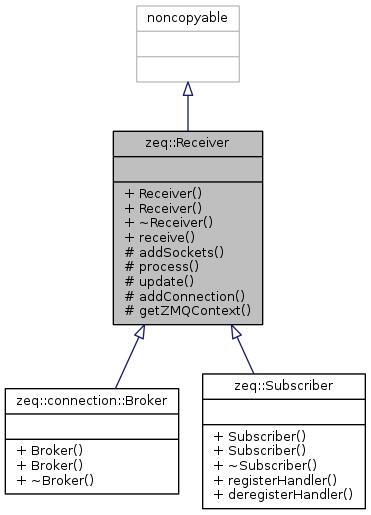 noncopyable
zeq::Receiver
+ Receiver()
+ Receiver()
+ ~Receiver()
+ receive()
# addSockets()
# process()
# update()
# addConnection()
# getZMQContext()
zeq::connection::Broker
+ Broker()
+ Broker()
+ ~Broker()
zeq::Subscriber
+ Subscriber()
+ Subscriber()
+ ~Subscriber()
+ registerHandler()
+ deregisterHandler()